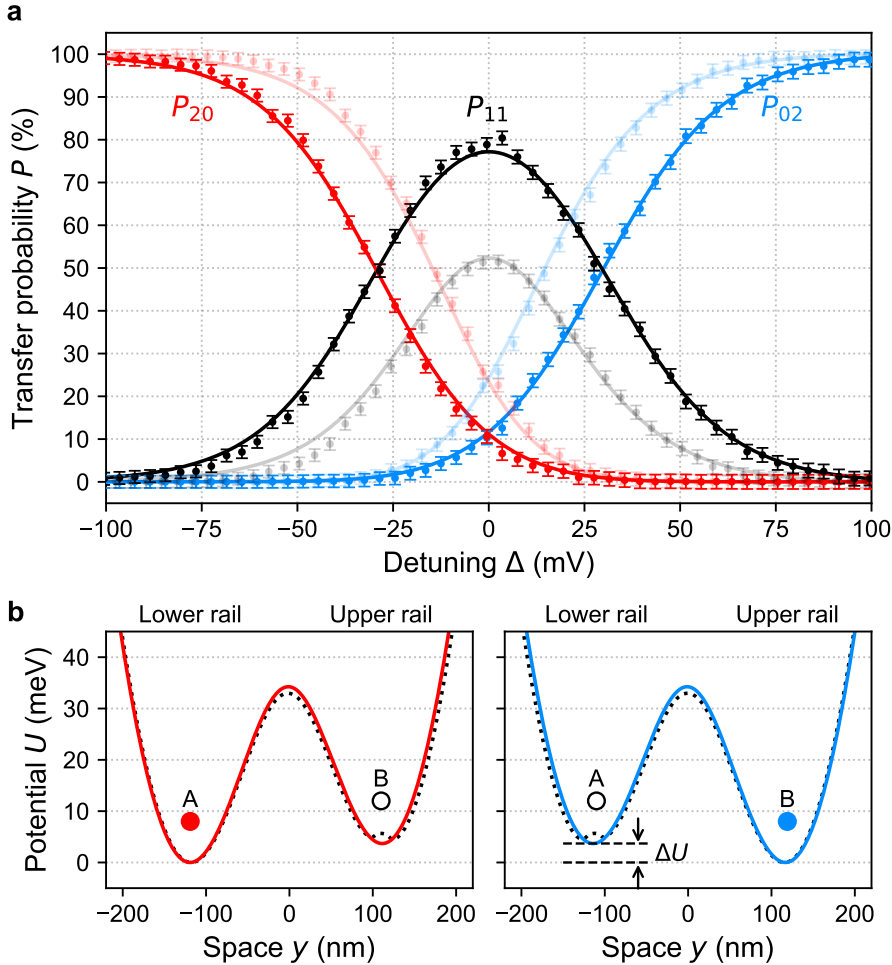 a
100
90
80
70
60
50
40
30
20
10
0
Transfer probability P (%)
P20
P11
P02
−100 −75 −50 −25 0 25 50 75 100
Detuning Δ (mV)
b
Lower rail Upper rail Lower rail Upper rail
40
30
20
10
0
Potential U (meV)
A
B
A
B
ΔU
−200 −100 0 100 200 −200 −100 0 100 200
Space y (nm) Space y (nm)